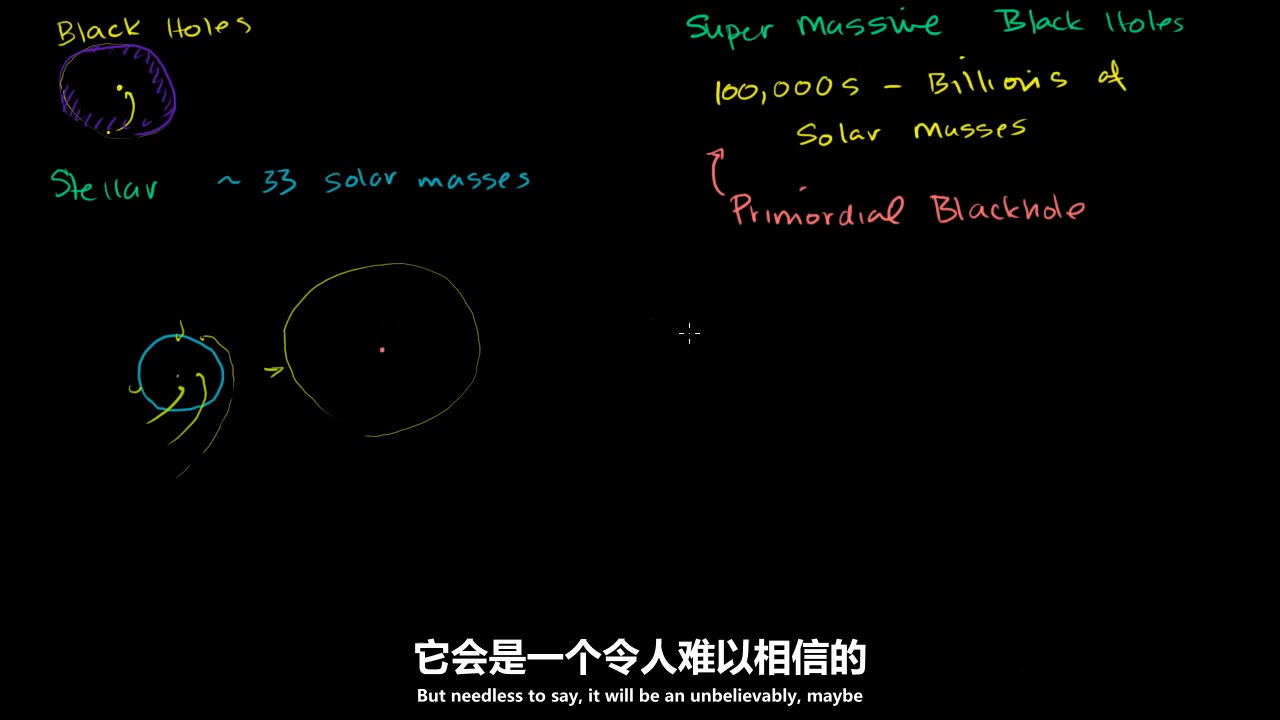 Black Holes
Stellar ~ 33 solar masses
Super Massive Black Holes
100,000s - Billions of
Solar Masses
Primordial Blackhole
它会是一个令人难以相信的
But needless to say, it will be an unbelievably, maybe